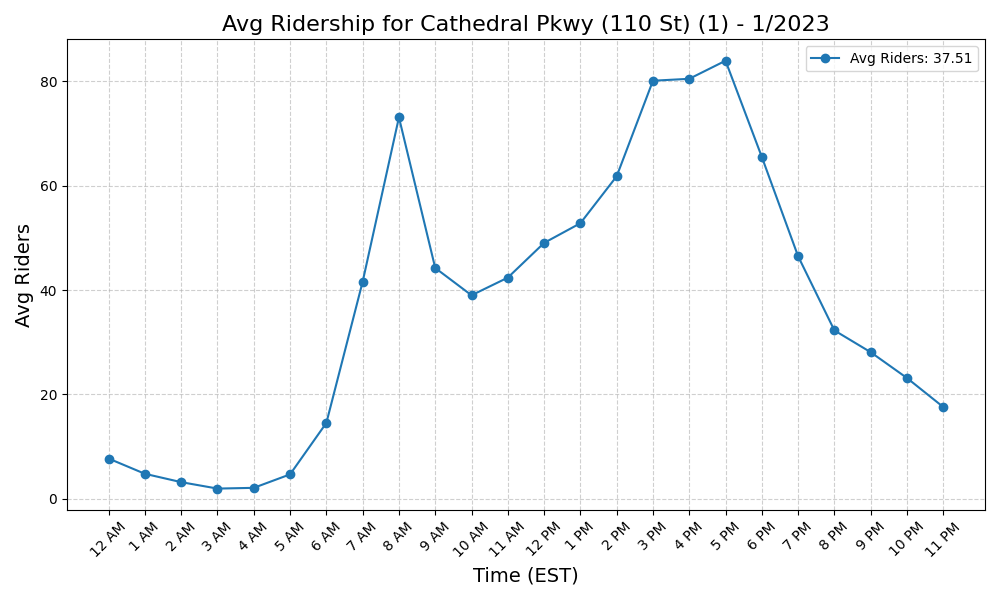 Avg Ridership for Cathedral Pkwy (110 St) (1) - 1/2023
Avg Riders: 37.51
Avg Riders
80
60
40
20
0
12 AM
1 AM
2 AM
3 AM
4 AM
5 AM
6 AM
7 AM
8 AM
9 AM
10 AM
11 AM
12 PM
1 PM
2 PM
3 PM
4 PM
5 PM
6 PM
7 PM
8 PM
9 PM
10 PM
11 PM
Time (EST)